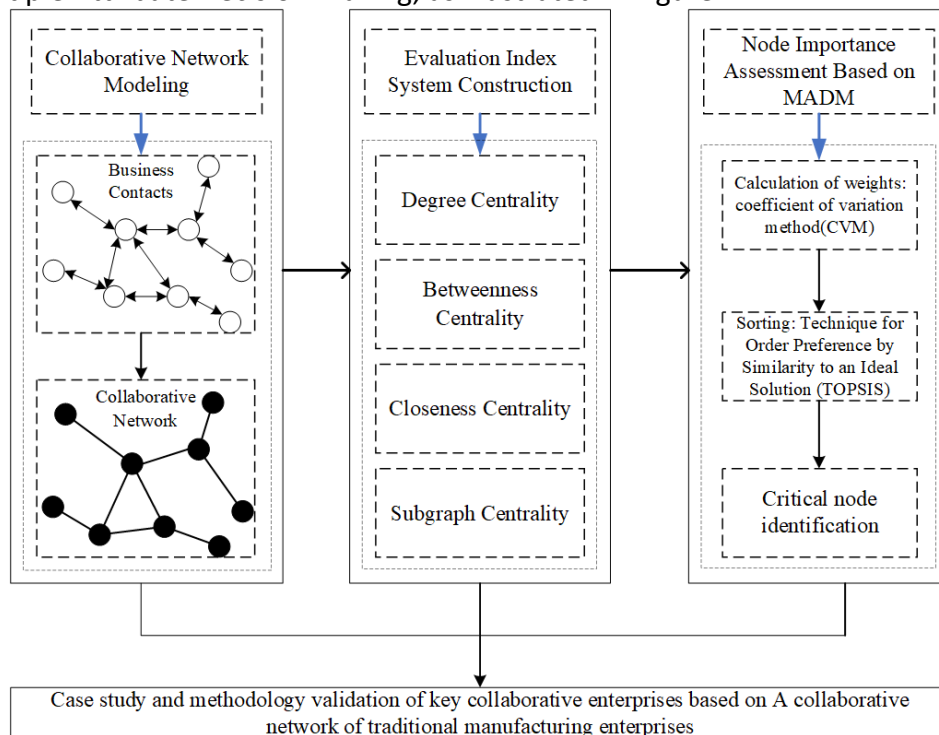 Collaborative Network
Modeling
Business
Contacts
Collaborative
Network
Evaluation Index
System Construction
Degree Centrality
Betweenness
Centrality
Closeness Centrality
Subgraph Centrality
Node Importance
Assessment Based on
MADM
Calculation of weights:
coefficient of variation
method(CVM)
Sorting: Technique for
Order Preference by
Similarity to an Ideal
Solution (TOPSIS)
Critical node
identification
Case study and methodology validation of key collaborative enterprises based on A collaborative
network of traditional manufacturing enterprises